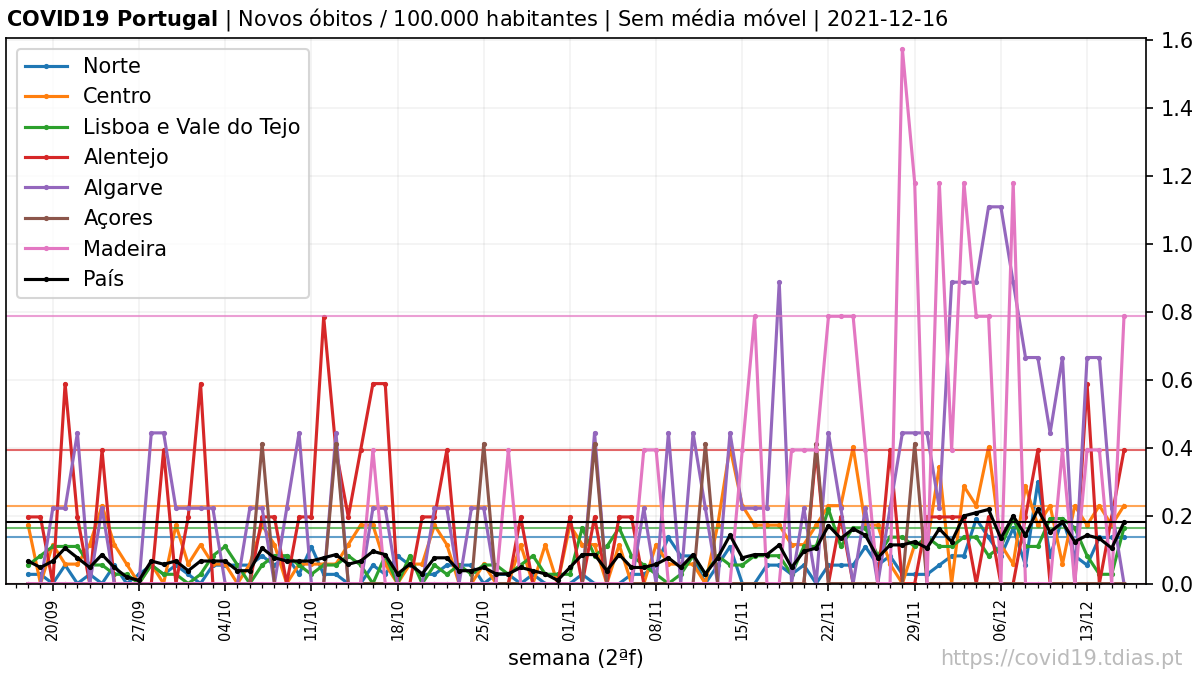 COVID19 Portugal | Novos óbitos / 100.000 habitantes | Sem média móvel | 2021-12-16
Norte
Centro
Lisboa e Vale do Tejo
Alentejo
Algarve
Açores
Madeira
País
1.6
1.4
1.2
1.0
0.8
0.6
0.4
0.2
0.0
20/09
27/09
04/10
11/10
18/10
25/10
01/11
08/11
15/11
22/11
29/11
06/12
13/12
semana (2ªf)
https://covid19.tdias.pt